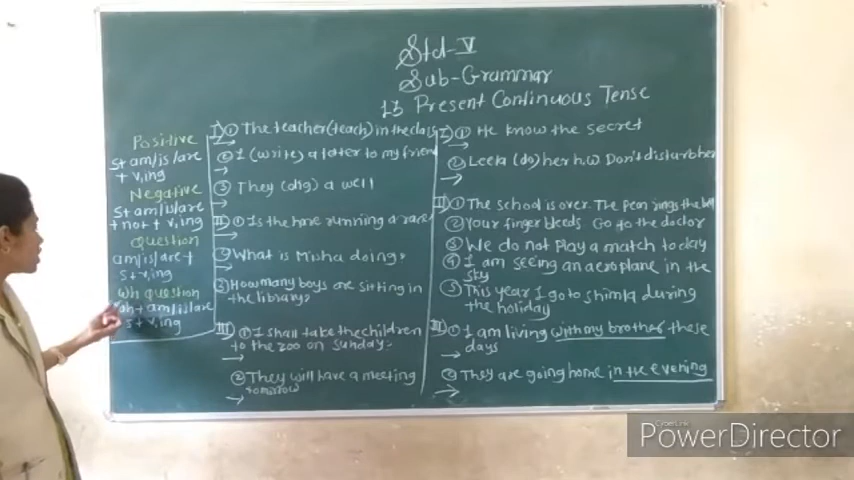 Std-V
Sub-Grammar
13 Present Continuous Tense
Positive
S+ am/is/are
+ v,ing
Negative
S+ am/is/are
+ not + v,ing
Question
am/is/are +
S+ v,ing
Wh Question
wh+ am/is/are
S+ v,ing
I) ① The teacher (teach) in the class
② I (write) a letter to my friend
③ They (dig) a well
II) ① Is the hare running a race?
② What is Misha doing?
③ How many boys are sitting in
the library?
III) ① I shall take the children
to the zoo on Sunday.
② They will have a meeting
tomorrow
I) ① He know the secret
② Leela (do) her h.w Don't disturb her
II) ① The school is over. The peon rings the bell
② Your finger bleeds Go to the doctor
③ We do not play a match today
④ I am seeing an aeroplane in the
sky
⑤ This year I go to shimla during
the holiday
III) ① I am living with my brother these
days
② They are going home in the evening
CyberLink
PowerDirector